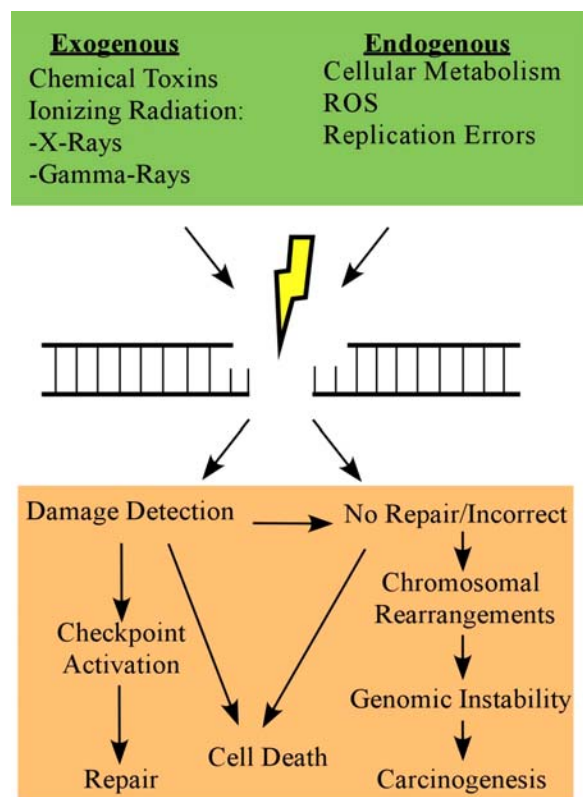 Exogenous
Chemical Toxins
Ionizing Radiation:
-X-Rays
-Gamma-Rays
Endogenous
Cellular Metabolism
ROS
Replication Errors
Damage Detection
No Repair/Incorrect
Checkpoint
Activation
Chromosomal
Rearrangements
Genomic Instability
Cell Death
Repair
Carcinogenesis